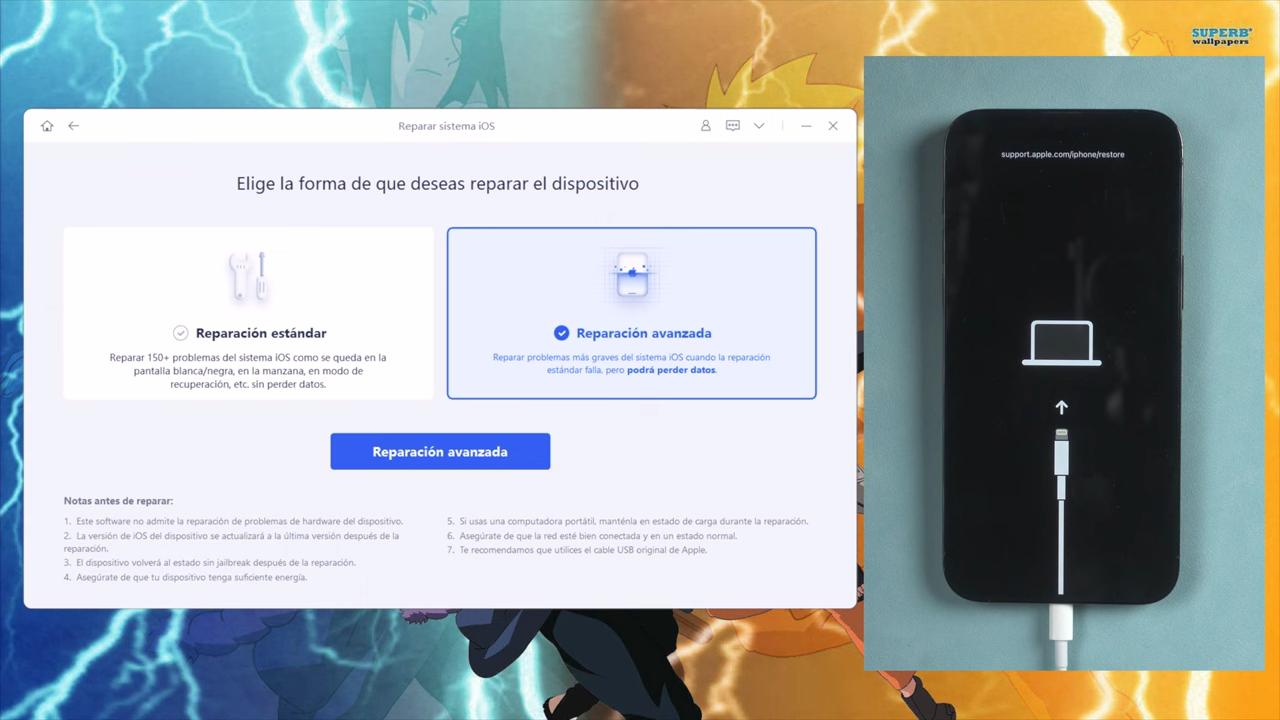 SUPERB
wallpapers
Reparar sistema iOS
Elige la forma de que deseas reparar el dispositivo
Reparación estándar
Reparar 150+ problemas del sistema iOS como se queda en la
pantalla blanca/negra, en la manzana, en modo de
recuperación, etc. sin perder datos.
Reparación avanzada
Reparar problemas más graves del sistema iOS cuando la reparación
estándar falla, pero podrá perder datos.
Reparación avanzada
Notas antes de reparar:
1. Este software no admite la reparación de problemas de hardware del dispositivo.
2. La versión de iOS del dispositivo se actualizará a la última versión después de la
reparación.
3. El dispositivo volverá al estado sin jailbreak después de la reparación.
4. Asegúrate de que tu dispositivo tenga suficiente energía.
5. Si usas una computadora portátil, manténla en estado de carga durante la reparación.
6. Asegúrate de que la red esté bien conectada y en un estado normal.
7. Te recomendamos que utilices el cable USB original de Apple.
support.apple.com/iphone/restore